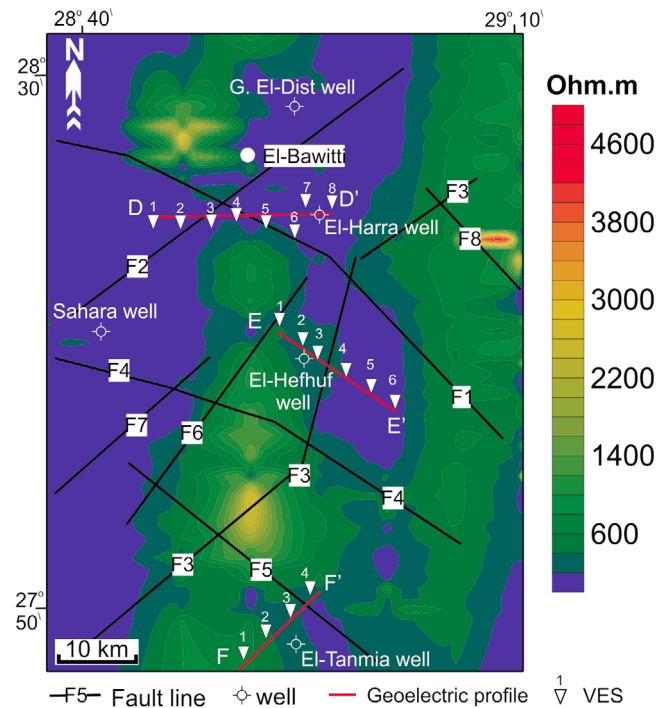 28° 40\
29° 10\
28°
30\
N
G. El-Dist well
El-Bawitti
D 1 2 3 4 5 6 7 8 D'
El-Harra well
F3
F8
F2
Sahara well
E 1 2 3 4 5 6 E'
El-Hefhuf
well
F4
F7
F6
F1
F3
F4
F3
F5
F 1 2 3 4 F'
27°
50\
El-Tanmia well
10 km
Ohm.m
4600
3000
2200
1400
600
F5 Fault line
well
Geoelectric profile
1 VES